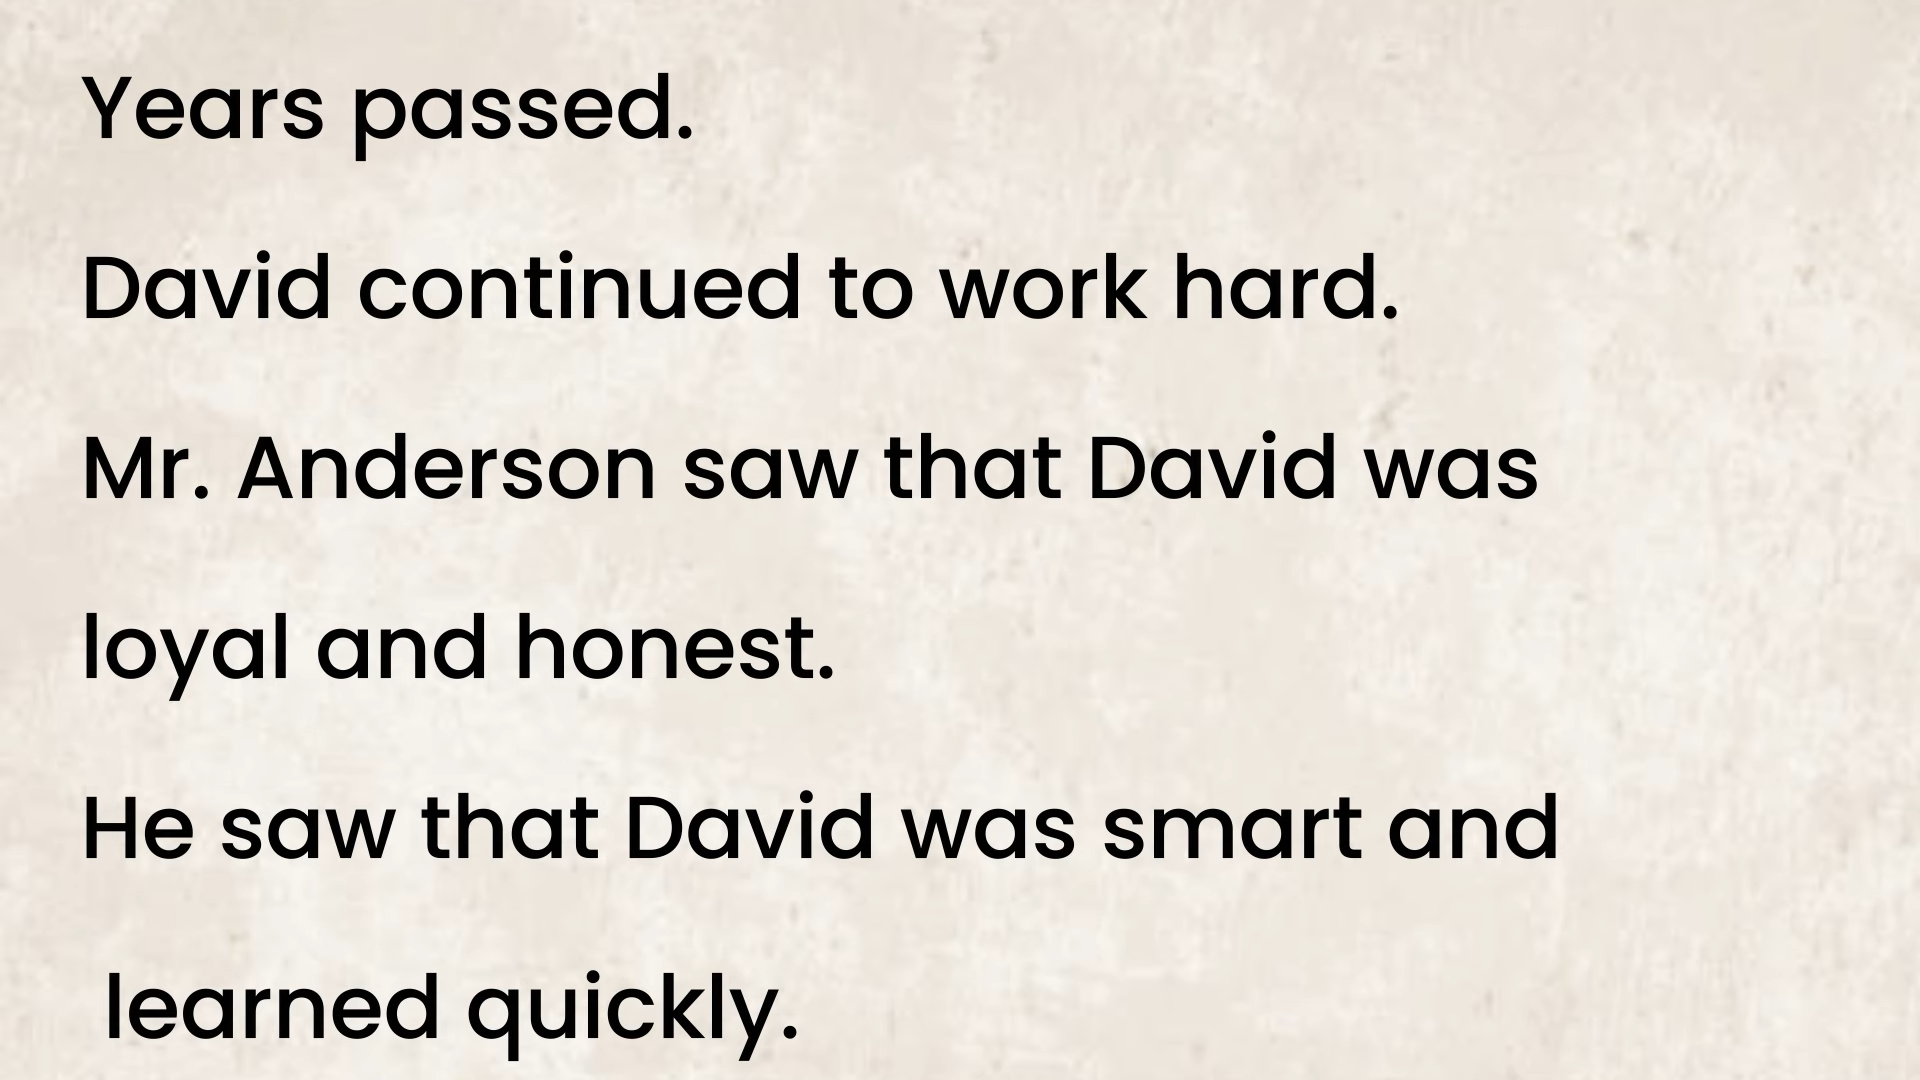 Years passed.
David continued to work hard.
Mr. Anderson saw that David was
loyal and honest.
He saw that David was smart and
learned quickly.